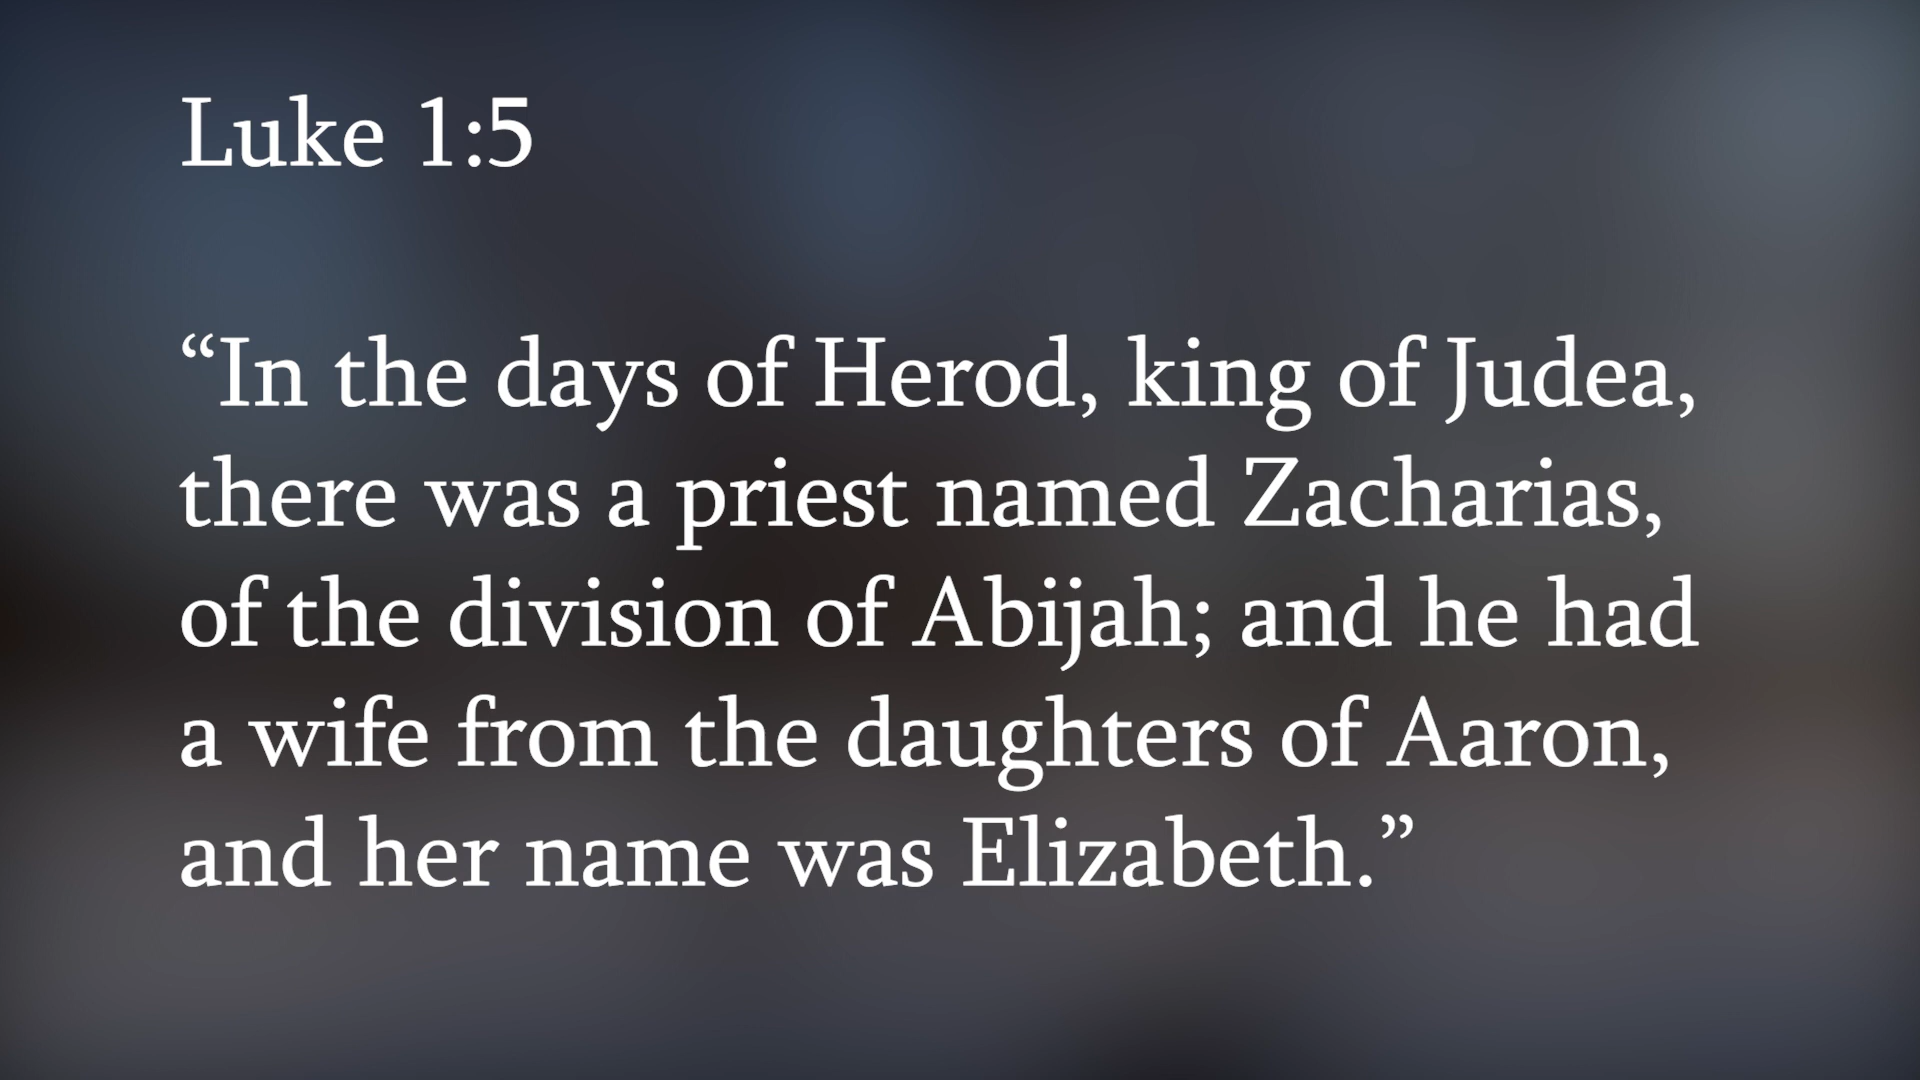 Luke 1:5
“In the days of Herod, king of Judea,
there was a priest named Zacharias,
of the division of Abijah; and he had
a wife from the daughters of Aaron,
and her name was Elizabeth.”